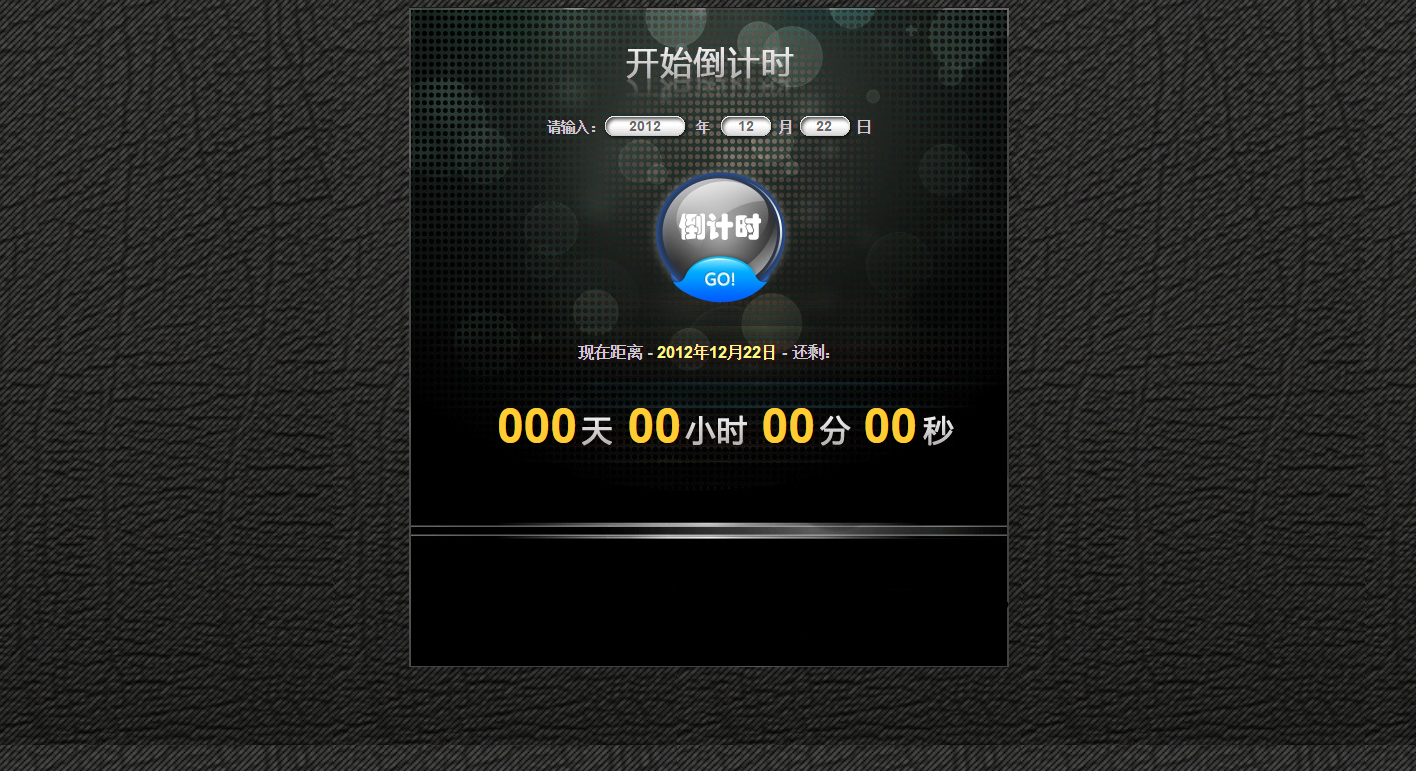 开始倒计时
请输入： 2012 年 12 月 22 日
倒计时
GO!
现在距离 - 2012年12月22日 - 还剩：
000天 00小时 00分 00秒